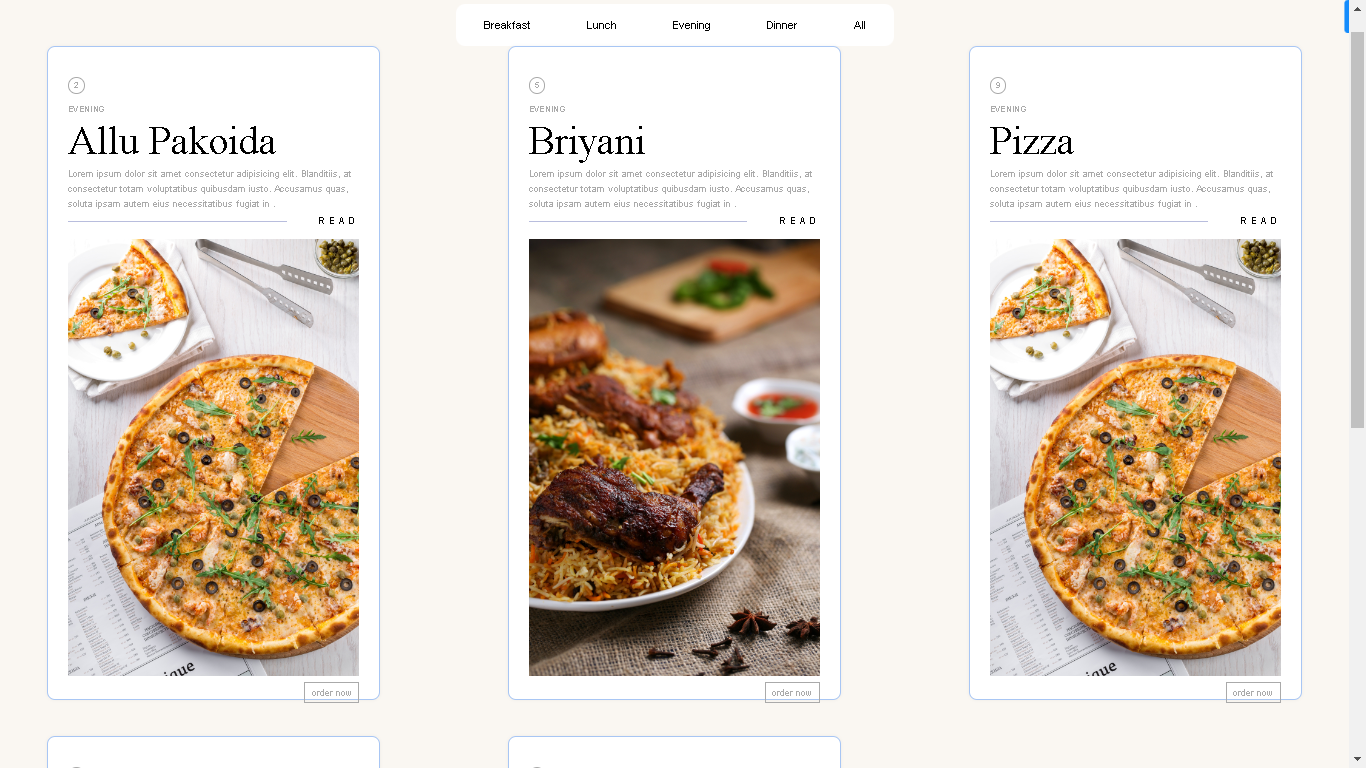 Breakfast Lunch Evening Dinner All
2
EVENING
Allu Pakoida
Lorem ipsum dolor sit amet consectetur adipisicing elit. Blanditiis, at
consectetur totam voluptatibus quibusdam iusto. Accusamus quas,
soluta ipsam autem eius necessitatibus fugiat in .
READ
nique
order now
5
EVENING
Briyani
Lorem ipsum dolor sit amet consectetur adipisicing elit. Blanditiis, at
consectetur totam voluptatibus quibusdam iusto. Accusamus quas,
soluta ipsam autem eius necessitatibus fugiat in .
READ
order now
9
EVENING
Pizza
Lorem ipsum dolor sit amet consectetur adipisicing elit. Blanditiis, at
consectetur totam voluptatibus quibusdam iusto. Accusamus quas,
soluta ipsam autem eius necessitatibus fugiat in .
READ
nique
order now